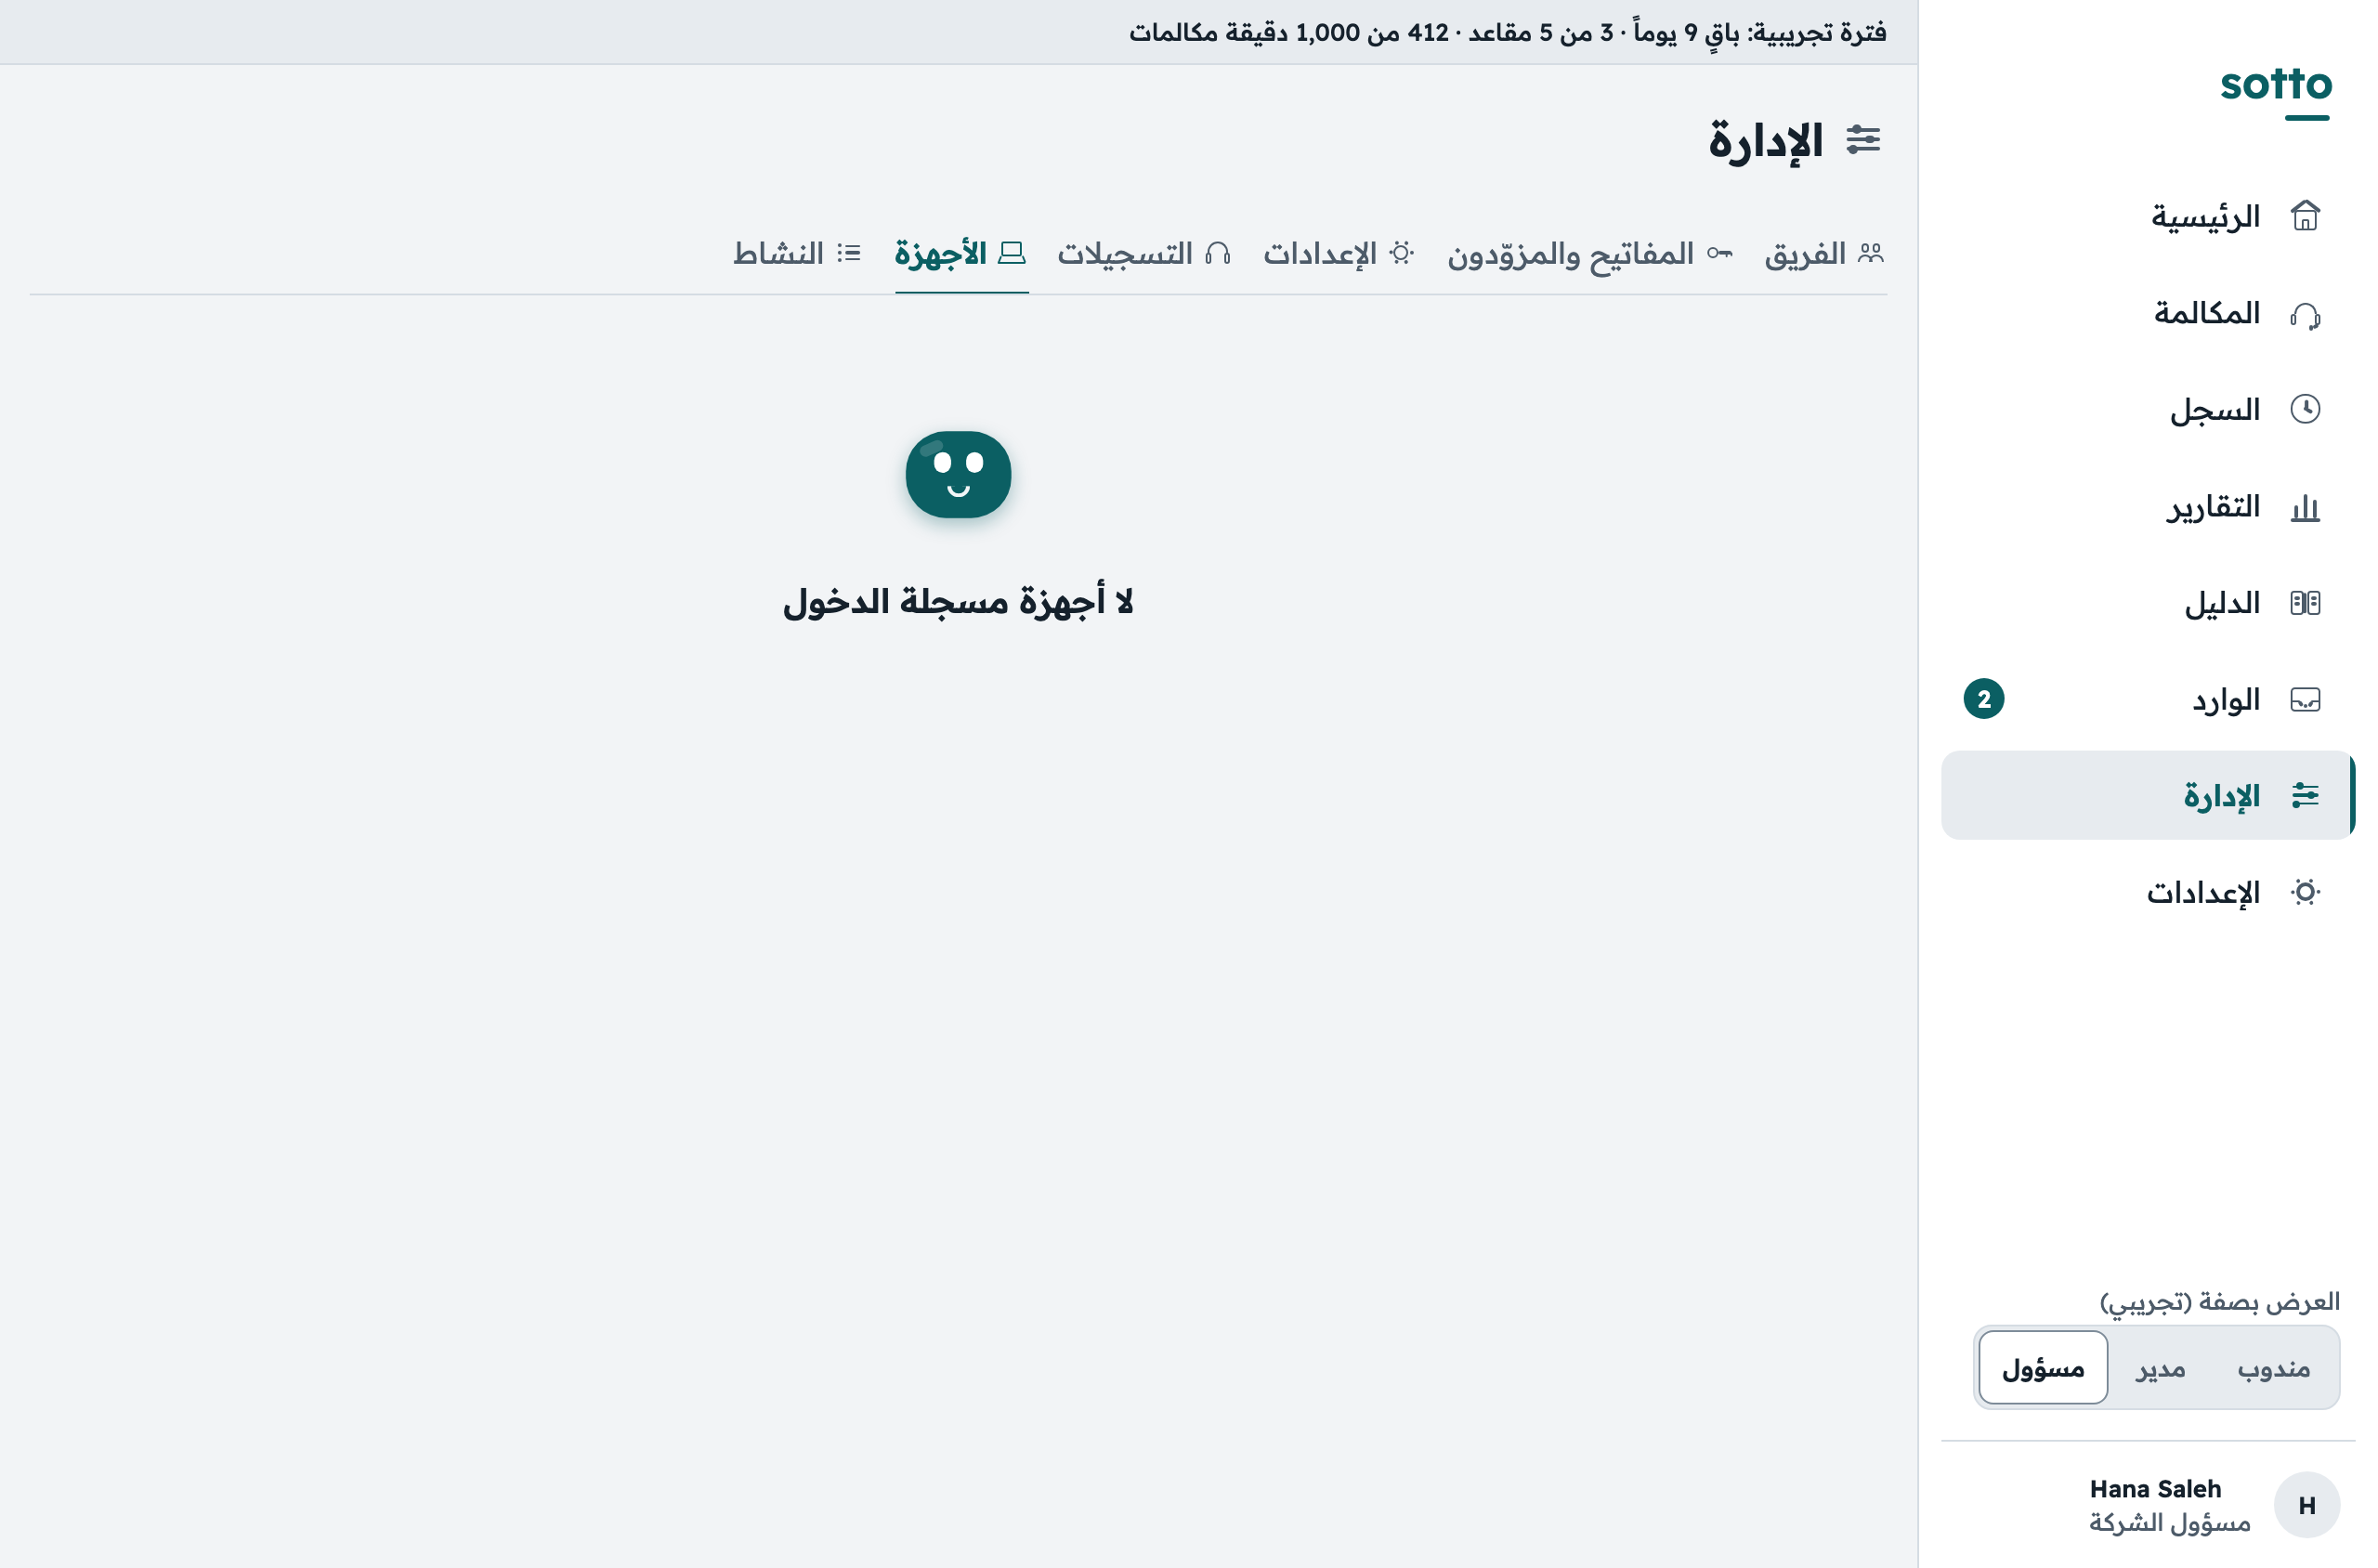 فترة تجريبية: باقٍ 9 يوماً · 3 من 5 مقاعد · 412 من 1,000 دقيقة مكالمات
sotto
الرئيسية
المكالمة
السجل
التقارير
الدليل
الوارد 2
الإدارة
الإعدادات
العرض بصفة (تجريبي)
مندوب مدير مسؤول
H
Hana Saleh
مسؤول الشركة
الإدارة
الفريق المفاتيح والمزوّدون الإعدادات التسجيلات الأجهزة النشاط
لا أجهزة مسجلة الدخول